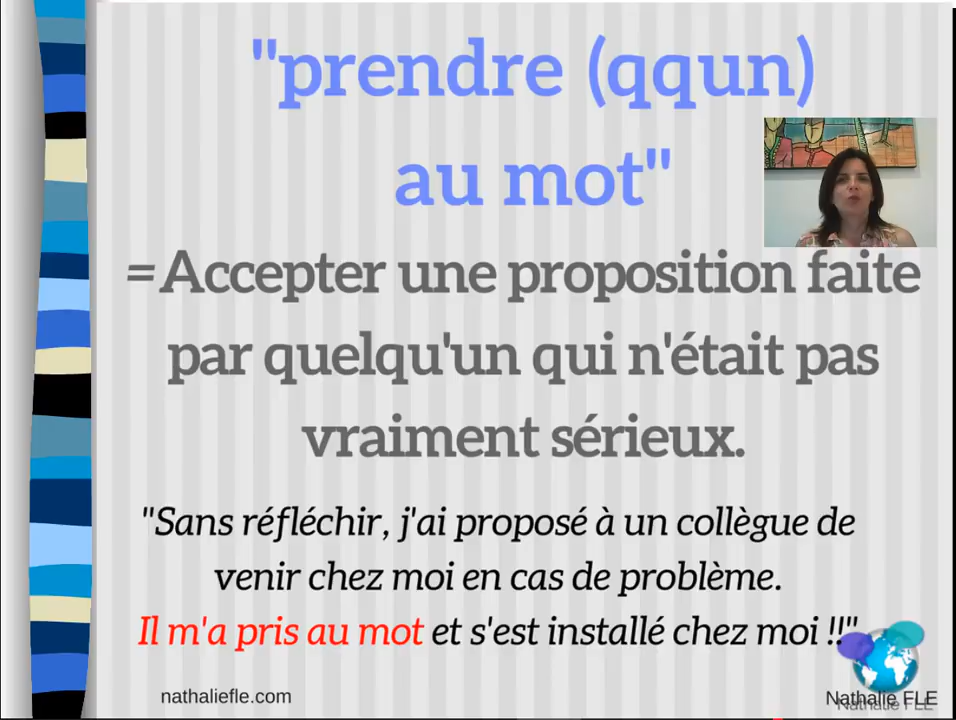 "prendre (qqun)
au mot"
=Accepter une proposition faite
par quelqu'un qui n'était pas
vraiment sérieux.
"Sans réfléchir, j'ai proposé à un collègue de
venir chez moi en cas de problème.
Il m'a pris au mot et s'est installé chez moi !!"
nathaliefle.com
Nathalie FLE
Nathalie FLE